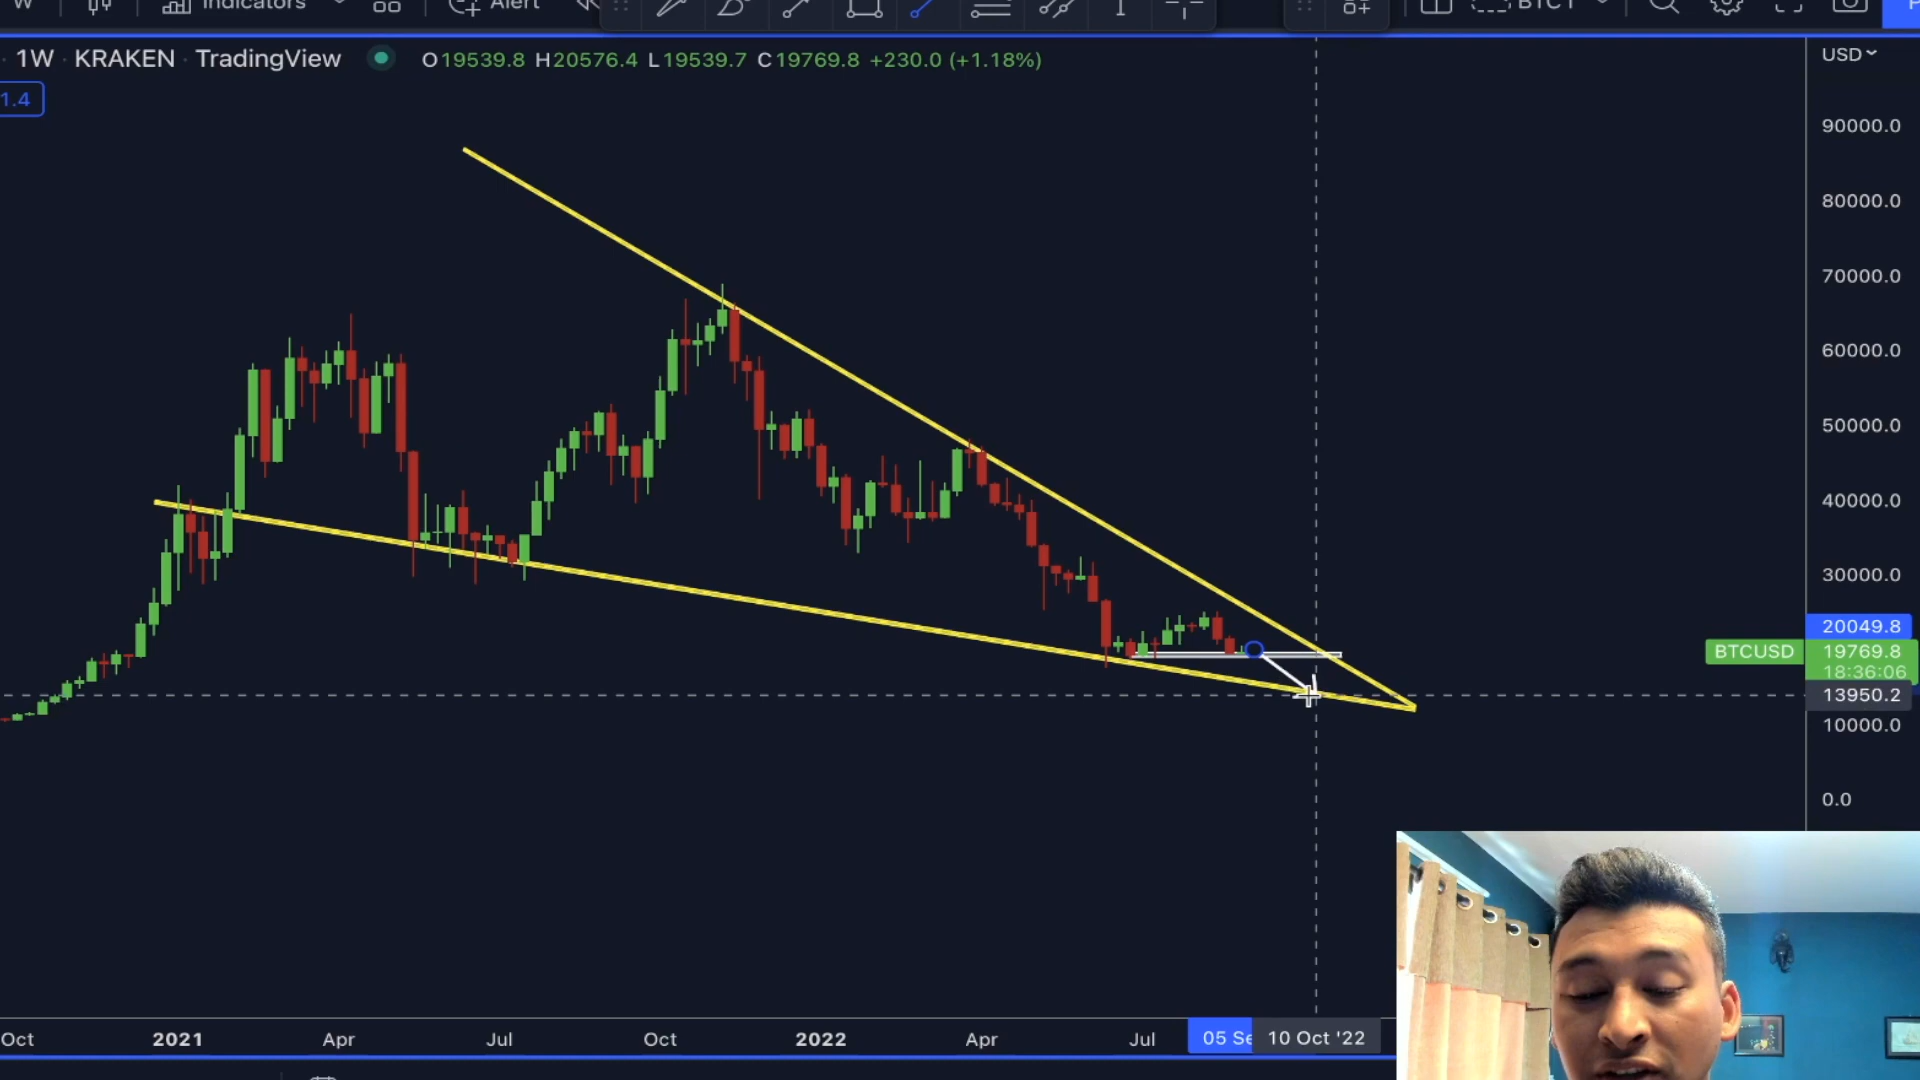 W Indicators Alert BTCT
1W · KRAKEN · TradingView O19539.8 H20576.4 L19539.7 C19769.8 +230.0 (+1.18%)
USD
1.4
90000.0
80000.0
70000.0
60000.0
50000.0
40000.0
30000.0
20049.8
BTCUSD 19769.8
18:36:06
13950.2
10000.0
0.0
Oct 2021 Apr Jul Oct 2022 Apr Jul 05 Se 10 Oct '22